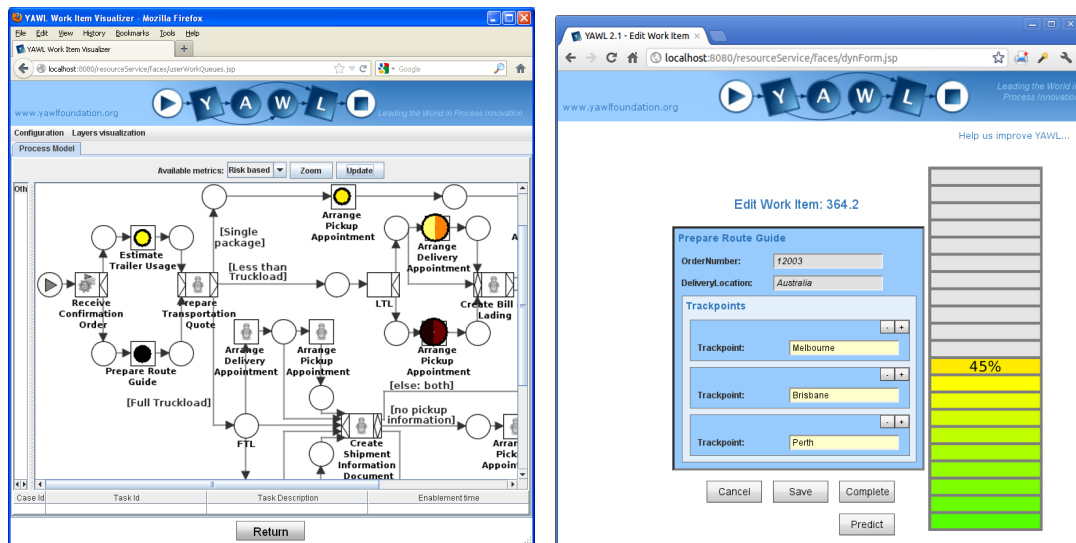 YAWL Work Item Visualizer - Mozilla Firefox
File Edit View History Bookmarks Tools Help
YAWL Work Item Visualizer
+
localhost:8080/resourceService/faces/userWorkQueues.jsp
Google
www.yawlfoundation.org
Y A W L
Leading the World in Process Innovation
Configuration Layers visualization
Process Model
Available metrics: Risk based Zoom Update
Oth
Arrange
Pickup
Appointment
[Single
package]
Estimate
Trailer Usage
Arrange
Delivery
Appointment
A
[Less than
Truckload]
Receive
Confirmation
Order
Prepare
Transportation
Quote
LTL
Create Bill
Lading
Prepare Route
Guide
Arrange
Delivery
Appointment
Arrange
Pickup
Appointment
Arrange
Pickup
Appointment
[else: both]
[Full Truckload]
[no pickup
information]
FTL
Create
Shipment
Information
Document
Arran
Pick
Appoin
Case Id Task Id Task Description Enablement time
Return
YAWL 2.1 - Edit Work Item
localhost:8080/resourceService/faces/dynForm.jsp
www.yawlfoundation.org
Y A W L
Leading the World in
Process Innovation
Help us improve YAWL...
Edit Work Item: 364.2
Prepare Route Guide
OrderNumber: 12003
DeliveryLocation: Australia
Trackpoints
- +
Trackpoint: Melbourne
- +
Trackpoint: Brisbane
- +
Trackpoint: Perth
45%
Cancel Save Complete
Predict